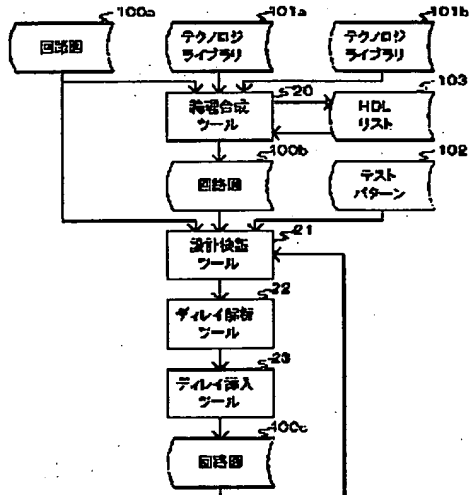 100a
101a
101b
回路図
テクノロジ
ライブラリ
テクノロジ
ライブラリ
20
103
論理合成
ツール
HDL
リスト
100b
102
回路図
テスト
パターン
21
設計検証
ツール
22
ディレイ解析
ツール
23
ディレイ挿入
ツール
100c
回路図